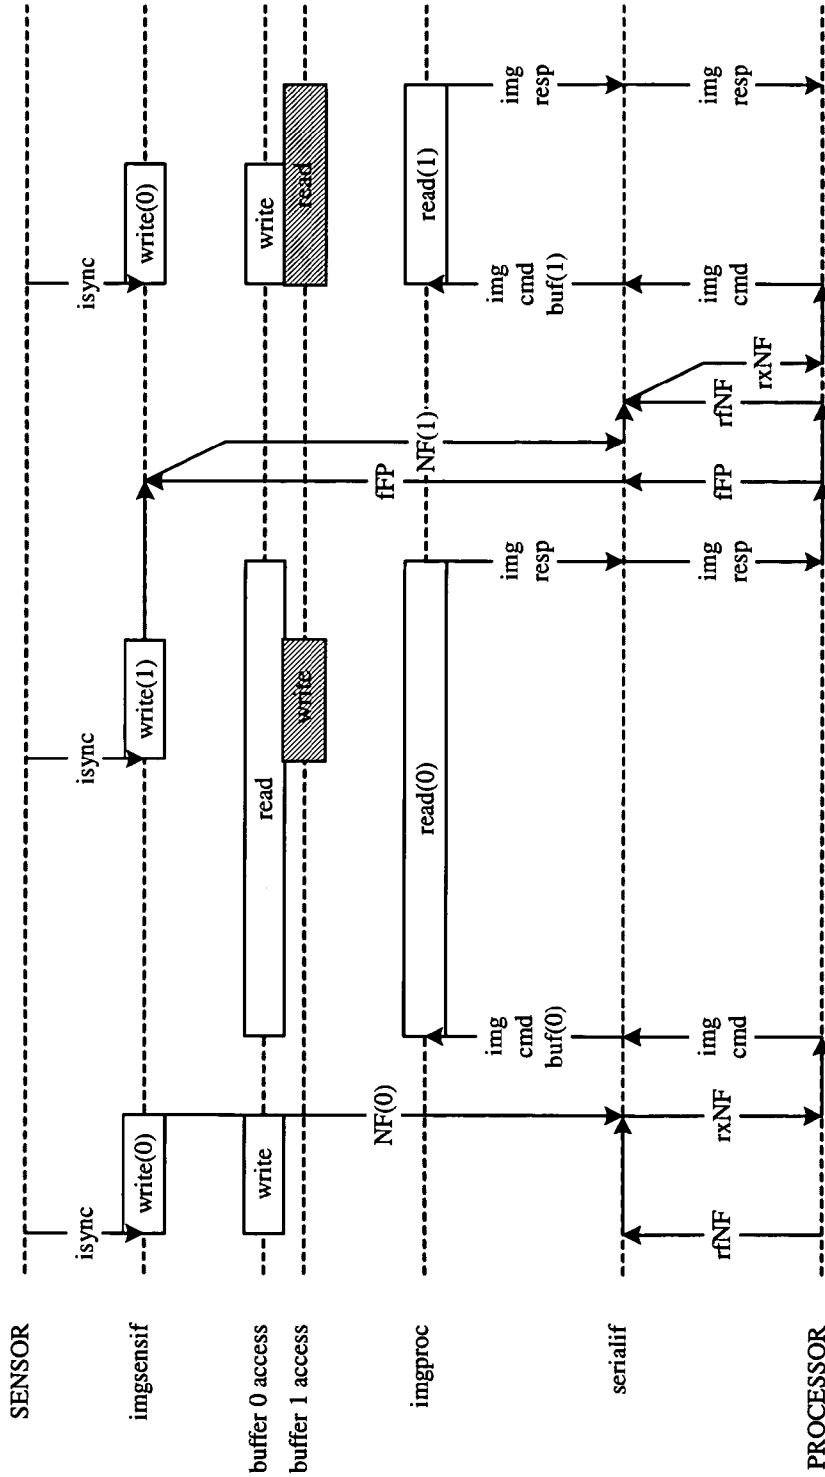 SENSOR
isync
isync
isync
imgsensif
write(0)
write(1)
write(0)
buffer 0 access
write
read
write
buffer 1 access
write
read
NF(0)
fFP
NF(1)
imgproc
read(0)
read(1)
img
cmd
buf(0)
img
resp
img
cmd
buf(1)
img
resp
serialif
rfNF
rxNF
img
cmd
img
resp
fFP
rfNF
rxNF
img
cmd
img
resp
PROCESSOR